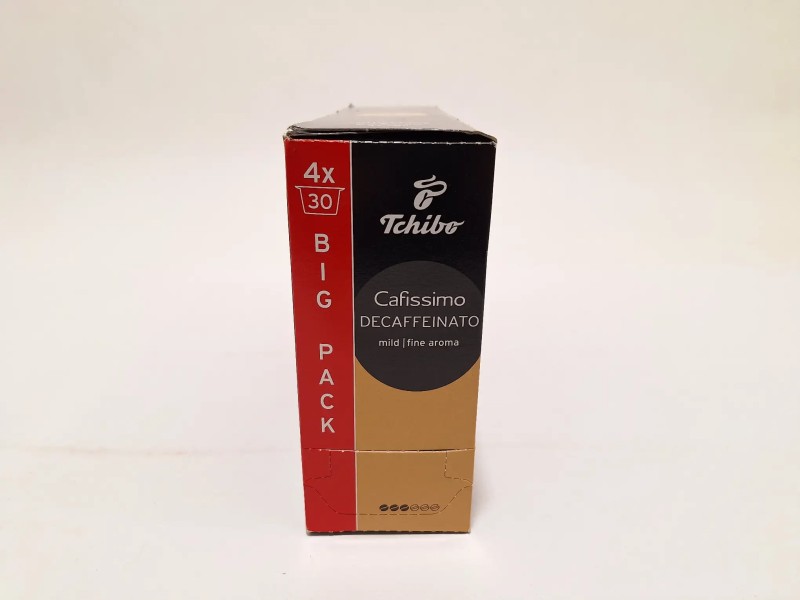 4x
30
BIG
PACK
Tchibo
Cafissimo
DECAFFEINATO
mild | fine aroma